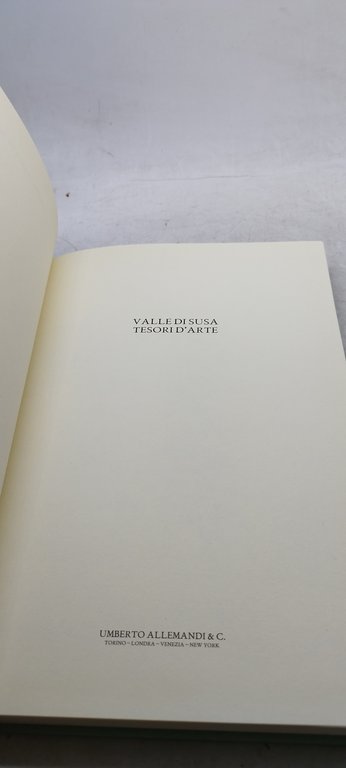 VALLE DI SUSA
TESORI D'ARTE
UMBERTO ALLEMANDI & C.
TORINO – LONDRA – VENEZIA – NEW YORK